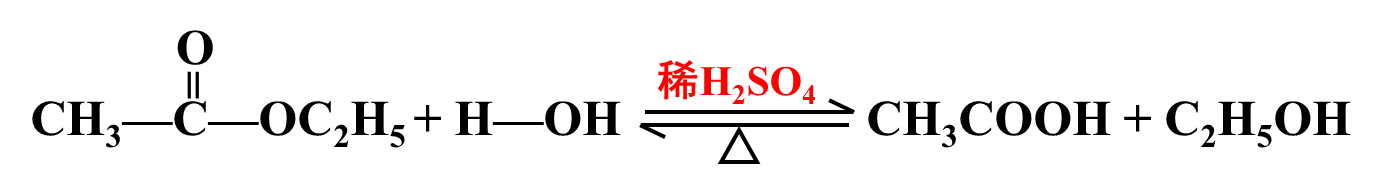 O
‖
稀H₂SO₄
CH₃—C—OC₂H₅ + H—OH ⇌ CH₃COOH + C₂H₅OH
△